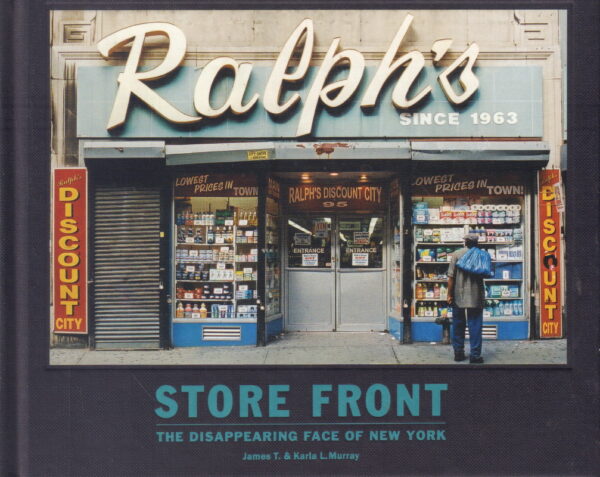 Ralph's
SINCE 1963
LOWEST PRICES IN TOWN!
RALPH'S DISCOUNT CITY
95
LOWEST PRICES IN TOWN!
Ralph's
DISCOUNT
CITY
Ralph's
DISCOUNT
CITY
ENTRANCE
ENTRANCE
STORE FRONT
THE DISAPPEARING FACE OF NEW YORK
James T. & Karla L. Murray